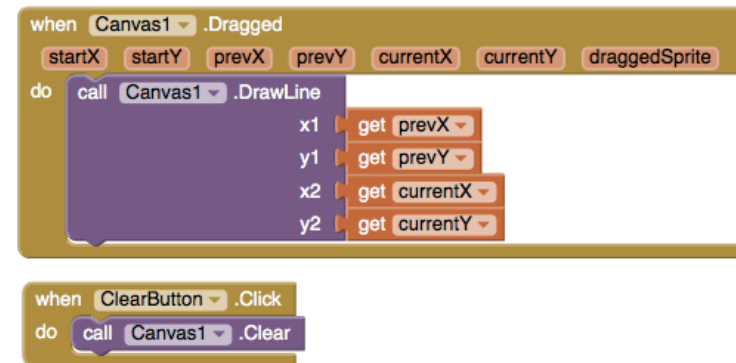 when Canvas1 .Dragged
startX startY prevX prevY currentX currentY draggedSprite
do call Canvas1 .DrawLine
x1 get prevX
y1 get prevY
x2 get currentX
y2 get currentY
when ClearButton .Click
do call Canvas1 .Clear